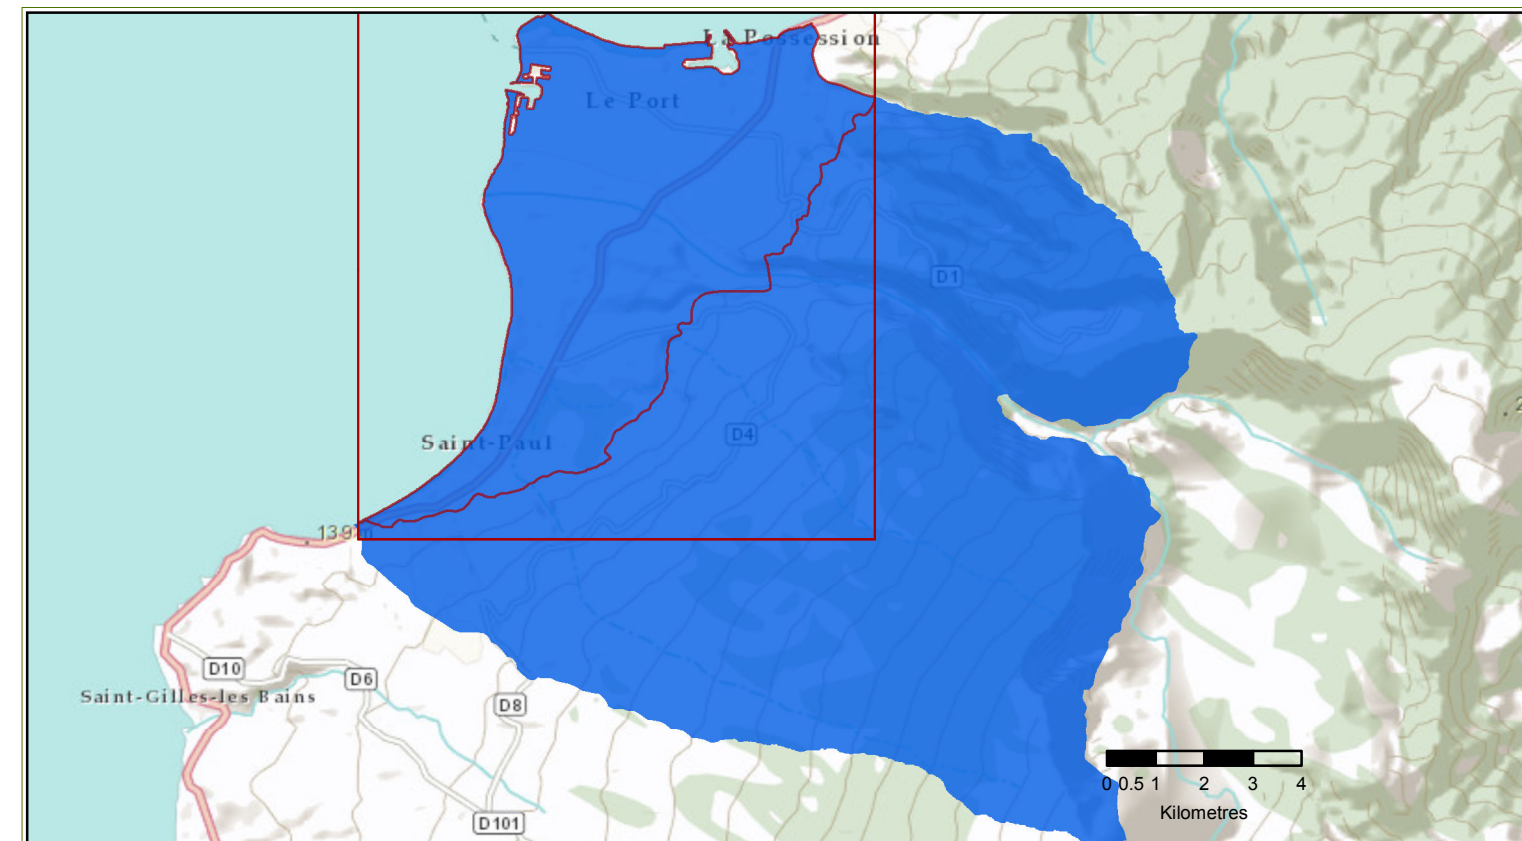 La Possession
Le Port
D1
D4
Saint-Paul
139 m
D10
D6
Saint-Gilles-les Bains
D8
D101
0 0.5 1 2 3 4
Kilometres